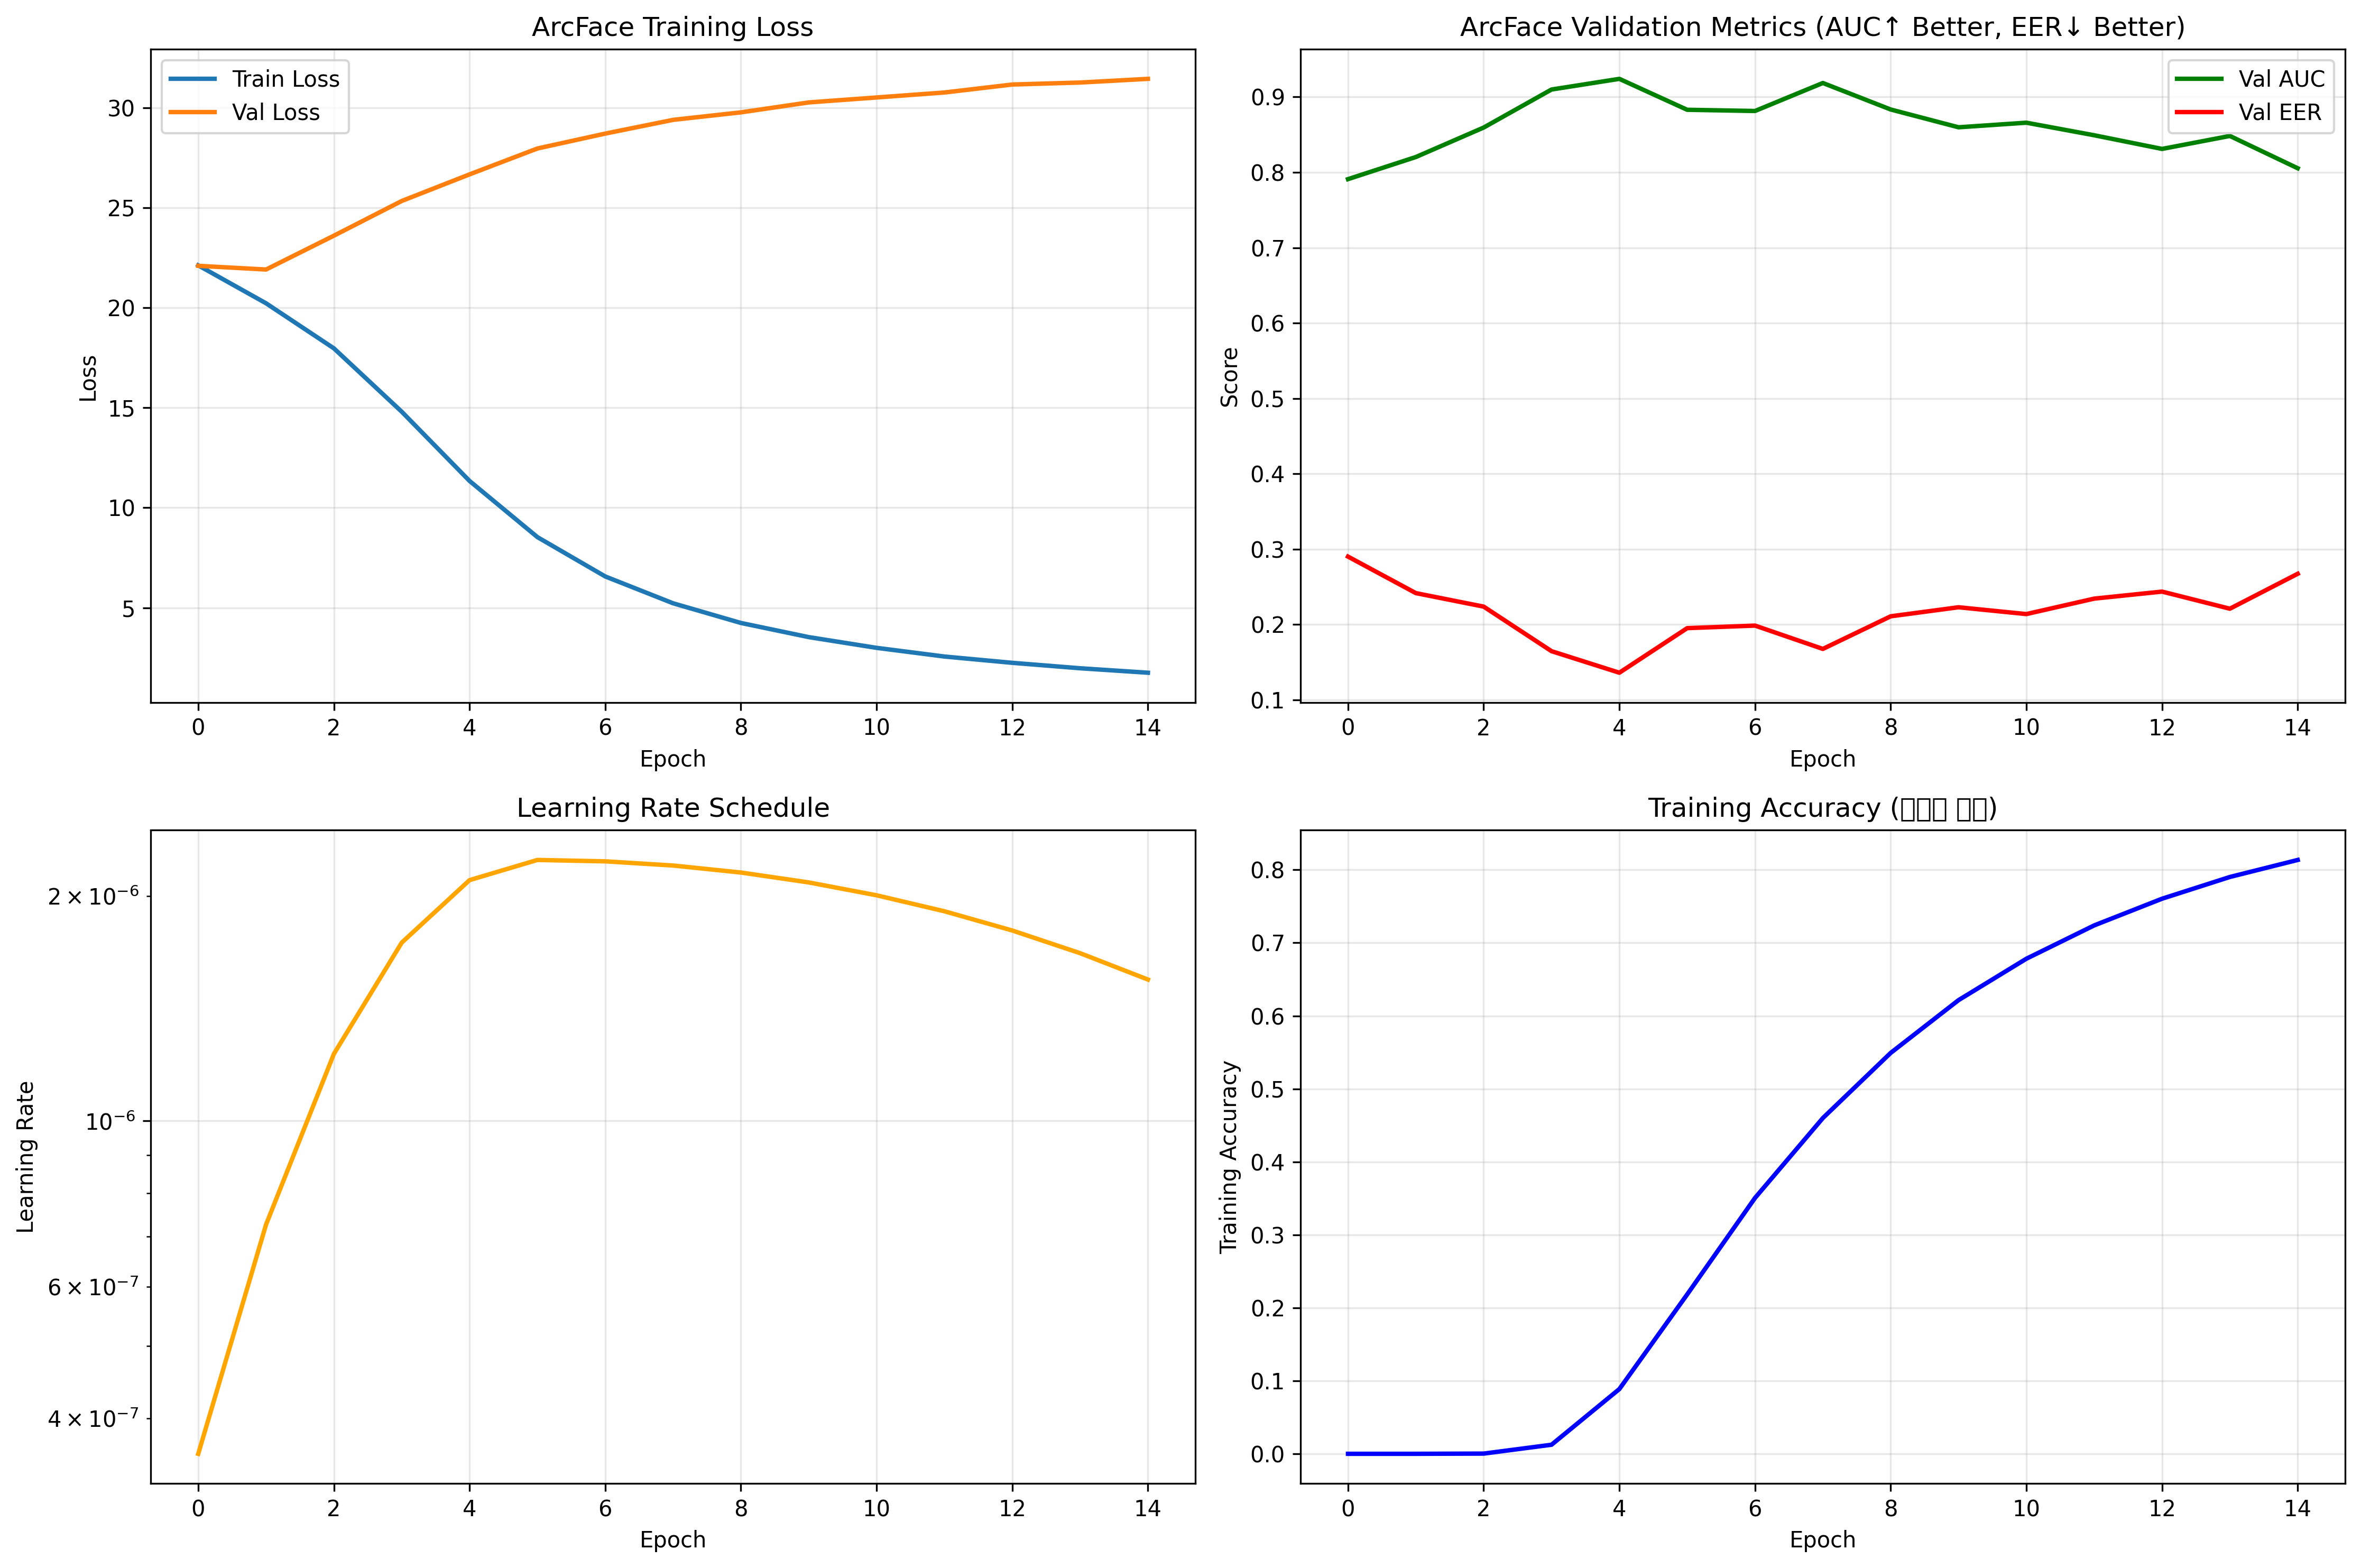 ArcFace Training Loss
Train Loss
Val Loss
Loss
30
25
20
15
10
5
0 2 4 6 8 10 12 14
Epoch
ArcFace Validation Metrics (AUC↑ Better, EER↓ Better)
Val AUC
Val EER
Score
0.9
0.8
0.7
0.6
0.5
0.4
0.3
0.2
0.1
0 2 4 6 8 10 12 14
Epoch
Learning Rate Schedule
Learning Rate
2 × 10⁻⁶
10⁻⁶
6 × 10⁻⁷
4 × 10⁻⁷
0 2 4 6 8 10 12 14
Epoch
Training Accuracy (□□□ □□)
Training Accuracy
0.8
0.7
0.6
0.5
0.4
0.3
0.2
0.1
0.0
0 2 4 6 8 10 12 14
Epoch